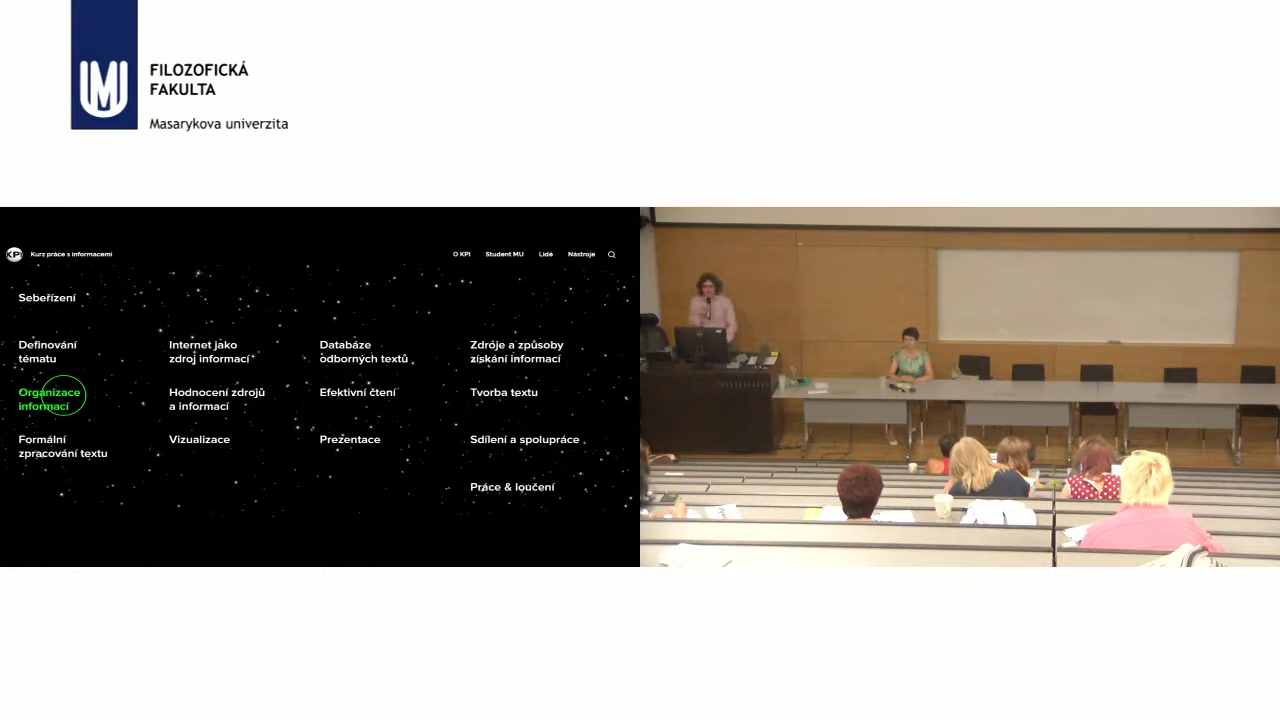 FILOZOFICKÁ
FAKULTA
Masarykova univerzita
KPI Kurz práce s informacemi O KPI Student MU Lidé Nástroje
Sebeřízení
Definování
tématu
Internet jako
zdroj informací
Databáze
odborných textů
Zdroje a způsoby
získání informací
Organizace
informací
Hodnocení zdrojů
a informací
Efektivní čtení
Tvorba textu
Formální
zpracování textu
Vizualizace
Prezentace
Sdílení a spolupráce
Práce & loučení